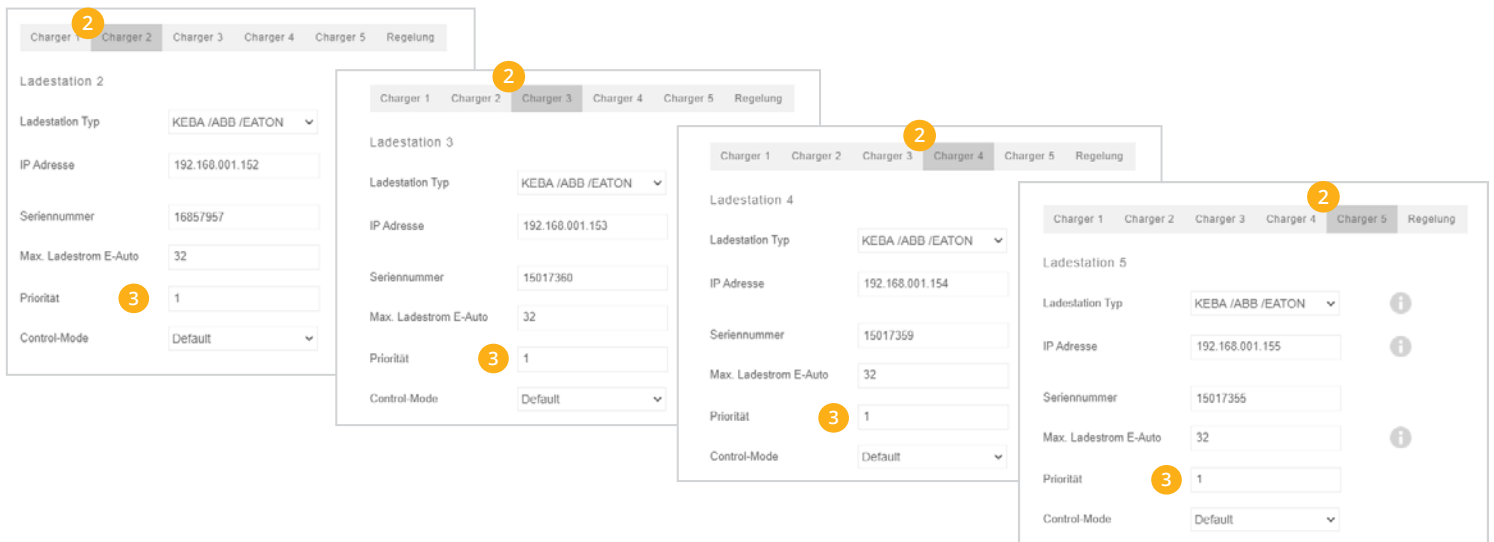 2
Charger 1 Charger 2 Charger 3 Charger 4 Charger 5 Regelung
Ladestation 2
Ladestation Typ KEBA /ABB /EATON
IP Adresse 192.168.001.152
Seriennummer 16857957
Max. Ladestrom E-Auto 32
Priorität 3 1
Control-Mode Default
2
Charger 1 Charger 2 Charger 3 Charger 4 Charger 5 Regelung
Ladestation 3
Ladestation Typ KEBA /ABB /EATON
IP Adresse 192.168.001.153
Seriennummer 15017360
Max. Ladestrom E-Auto 32
Priorität 3 1
Control-Mode Default
2
Charger 1 Charger 2 Charger 3 Charger 4 Charger 5 Regelung
Ladestation 4
Ladestation Typ KEBA /ABB /EATON
IP Adresse 192.168.001.154
Seriennummer 15017359
Max. Ladestrom E-Auto 32
Priorität 3 1
Control-Mode Default
2
Charger 1 Charger 2 Charger 3 Charger 4 Charger 5 Regelung
Ladestation 5
Ladestation Typ KEBA /ABB /EATON
IP Adresse 192.168.001.155
Seriennummer 15017355
Max. Ladestrom E-Auto 32
Priorität 3 1
Control-Mode Default